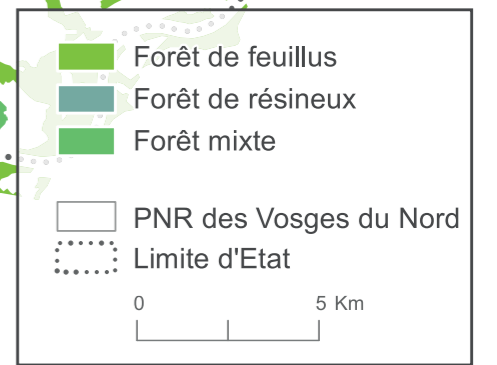 Forêt de feuillus
Forêt de résineux
Forêt mixte
PNR des Vosges du Nord
Limite d'Etat
0 5 Km